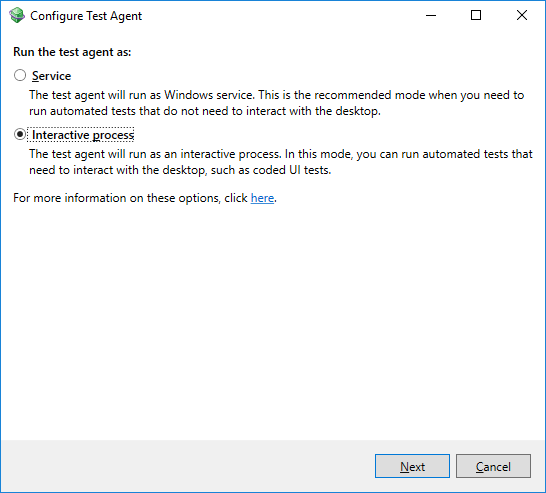 Configure Test Agent
Run the test agent as:
Service
The test agent will run as Windows service. This is the recommended mode when you need to
run automated tests that do not need to interact with the desktop.
Interactive process
The test agent will run as an interactive process. In this mode, you can run automated tests that
need to interact with the desktop, such as coded UI tests.
For more information on these options, click here.
Next
Cancel